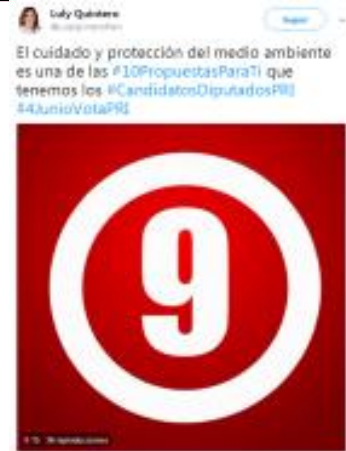 Luly Quintero
Seguir
El cuidado y protección del medio ambiente
es una de las #10PropuestasParaTi que
tenemos los #CandidatosDiputadosPRI
#4JunioVotaPRI
9